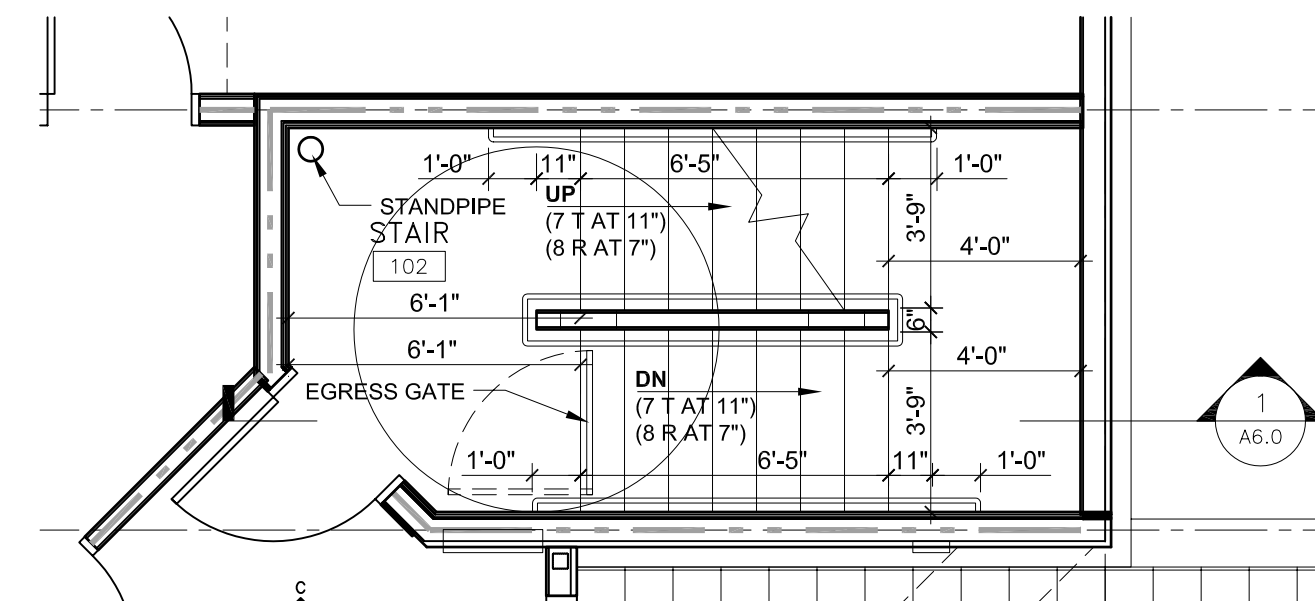 1'-0" 11" 6'-5" 1'-0"
STANDPIPE
UP
(7 T AT 11")
(8 R AT 7")
STAIR
102
3'-9"
4'-0"
6'-1"
6"
6'-1"
4'-0"
EGRESS GATE
DN
(7 T AT 11")
(8 R AT 7")
3'-9"
1
A6.0
1'-0" 6'-5" 11" 1'-0"
C